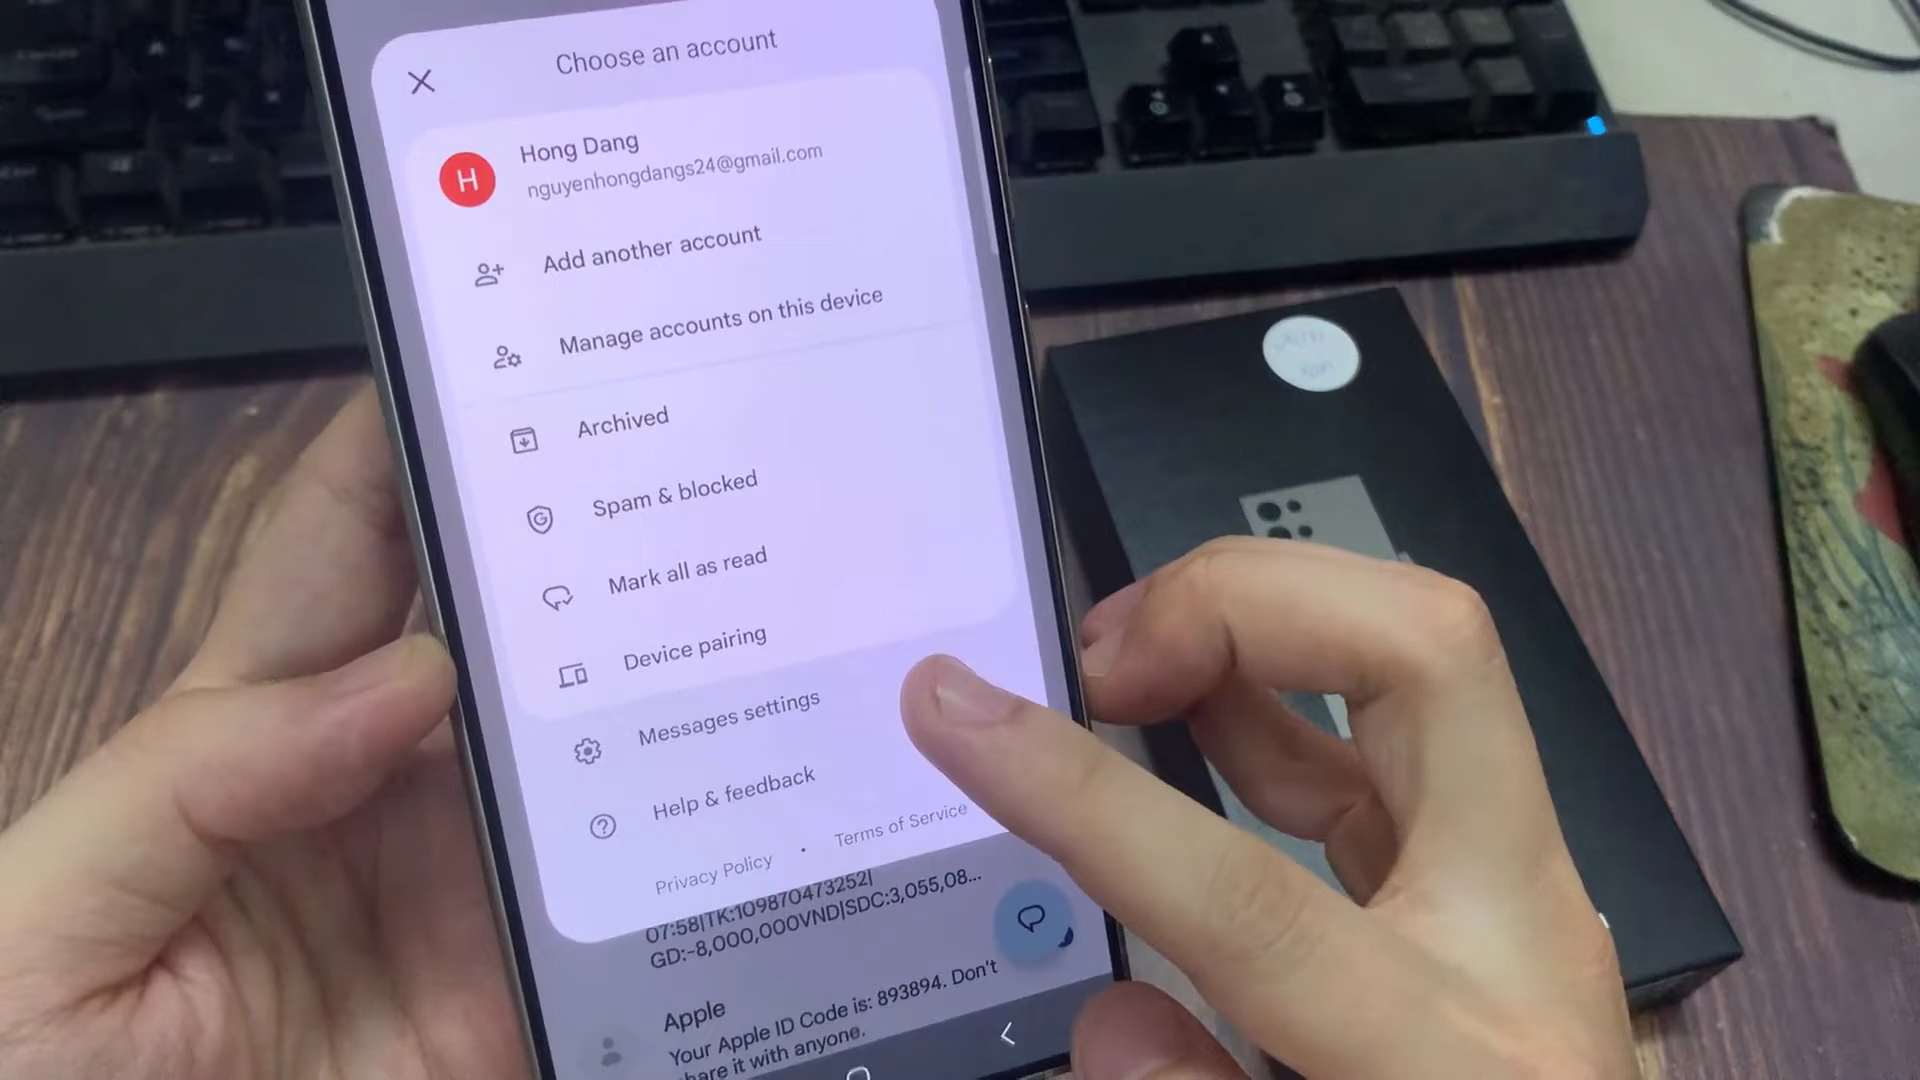 Choose an account
H
Hong Dang
nguyenhongdangs24@gmail.com
Add another account
Manage accounts on this device
Archived
Spam & blocked
Mark all as read
Device pairing
Messages settings
Help & feedback
Privacy Policy • Terms of Service
07:58|TK:109870473252|
GD:-8,000,000VND|SDC:3,055,08...
Apple
Your Apple ID Code is: 893894. Don't
share it with anyone.